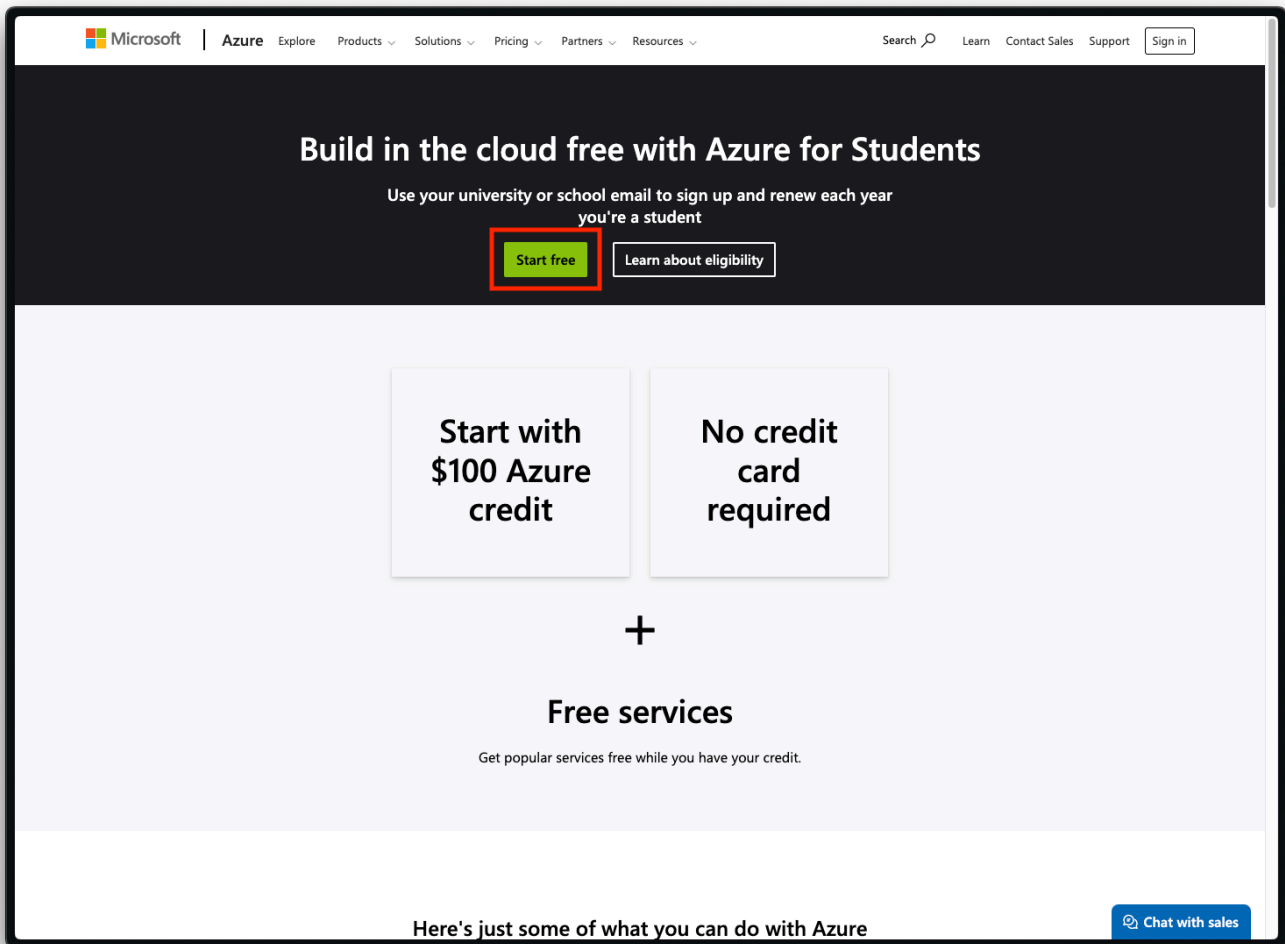 Microsoft | Azure Explore Products Solutions Pricing Partners Resources Search Learn Contact Sales Support Sign in
Build in the cloud free with Azure for Students
Use your university or school email to sign up and renew each year
you're a student
Start free Learn about eligibility
Start with
$100 Azure
credit
No credit
card
required
+
Free services
Get popular services free while you have your credit.
Here's just some of what you can do with Azure
Chat with sales